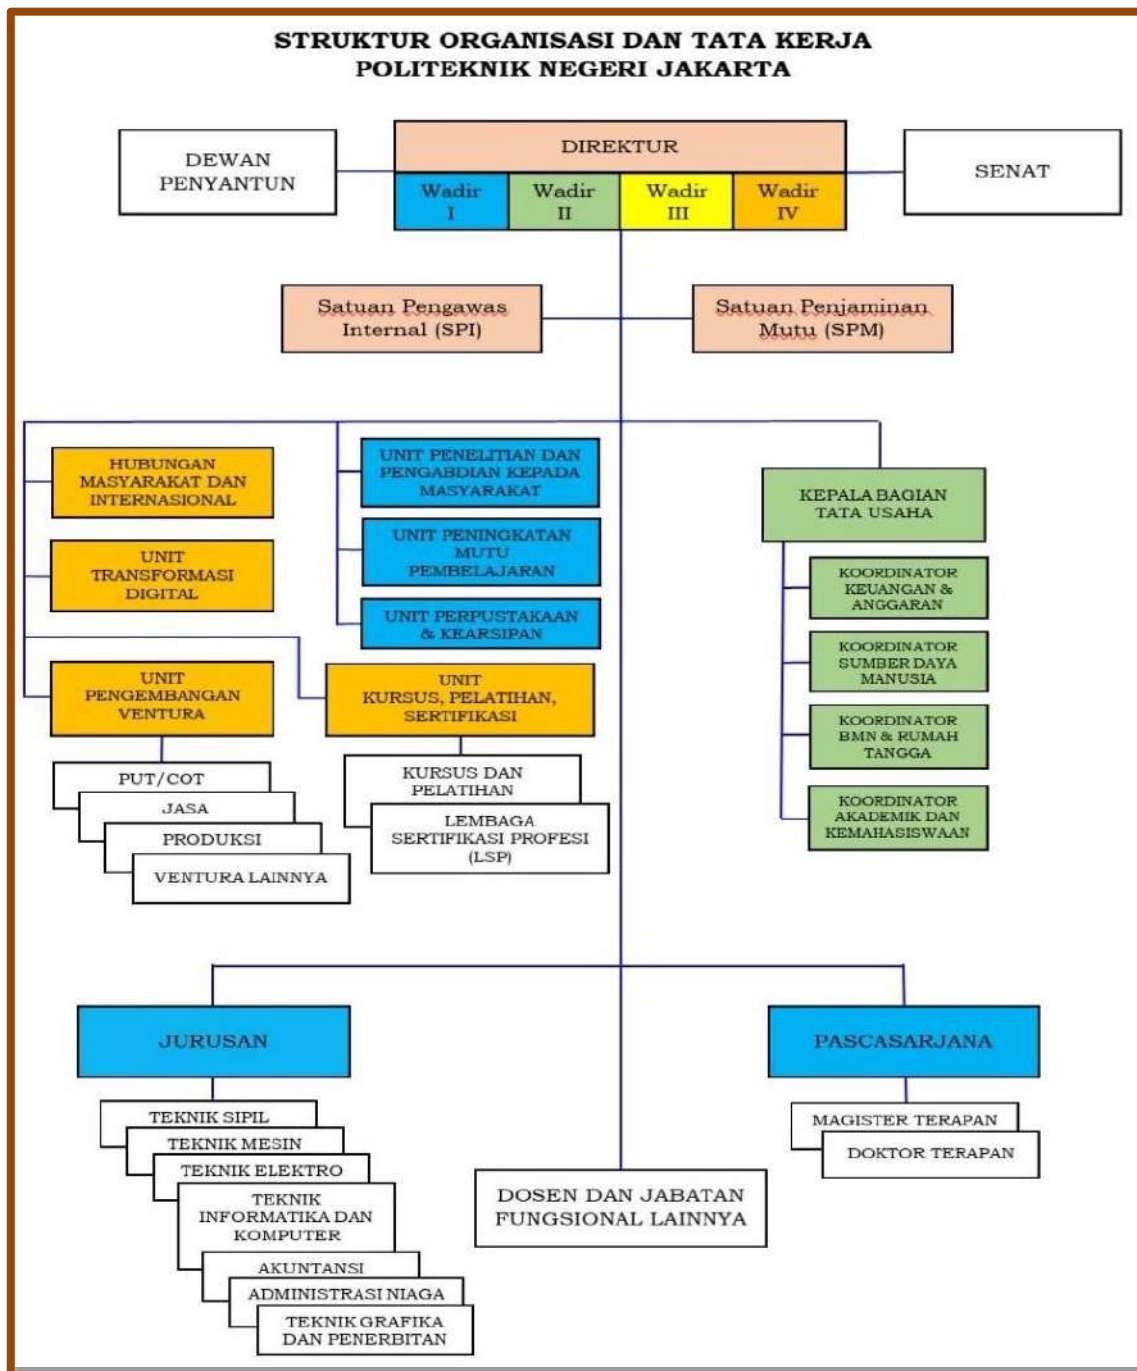 STRUKTUR ORGANISASI DAN TATA KERJA
POLITEKNIK NEGERI JAKARTA
DEWAN
PENYANTUN
DIREKTUR
SENAT
Wadir
I
Wadir
II
Wadir
III
Wadir
IV
Satuan Pengawas
Internal (SPI)
Satuan Penjaminan
Mutu (SPM)
HUBUNGAN
MASYARAKAT DAN
INTERNASIONAL
UNIT
TRANSFORMASI
DIGITAL
UNIT
PENGEMBANGAN
VENTURA
PUT/COT
JASA
PRODUKSI
VENTURA LAINNYA
UNIT PENELITIAN DAN
PENGABDIAN KEPADA
MASYARAKAT
UNIT PENINGKATAN
MUTU
PEMBELAJARAN
UNIT PERPUSTAKAAN
& KEARSIPAN
UNIT
KURSUS, PELATIHAN,
SERTIFIKASI
KURSUS DAN
PELATIHAN
LEMBAGA
SERTIFIKASI PROFESI
(LSP)
KEPALA BAGIAN
TATA USAHA
KOORDINATOR
KEUANGAN &
ANGGARAN
KOORDINATOR
SUMBER DAYA
MANUSIA
KOORDINATOR
BMN & RUMAH
TANGGA
KOORDINATOR
AKADEMIK DAN
KEMAHASISWAAN
JURUSAN
TEKNIK SIPIL
TEKNIK MESIN
TEKNIK ELEKTRO
TEKNIK
INFORMATIKA DAN
KOMPUTER
AKUNTANSI
ADMINISTRASI NIAGA
TEKNIK GRAFIKA
DAN PENERBITAN
DOSEN DAN JABATAN
FUNGSIONAL LAINNYA
PASCASARJANA
MAGISTER TERAPAN
DOKTOR TERAPAN